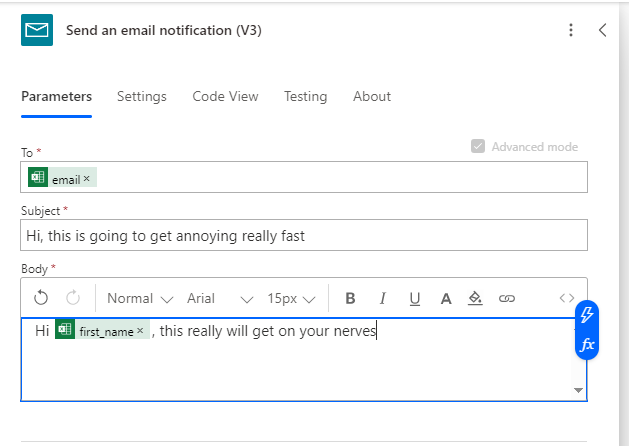 Send an email notification (V3)
Parameters Settings Code View Testing About
Advanced mode
To *
email ×
Subject *
Hi, this is going to get annoying really fast
Body *
Normal Arial 15px B I U A <>
Hi first_name × , this really will get on your nerves
fx